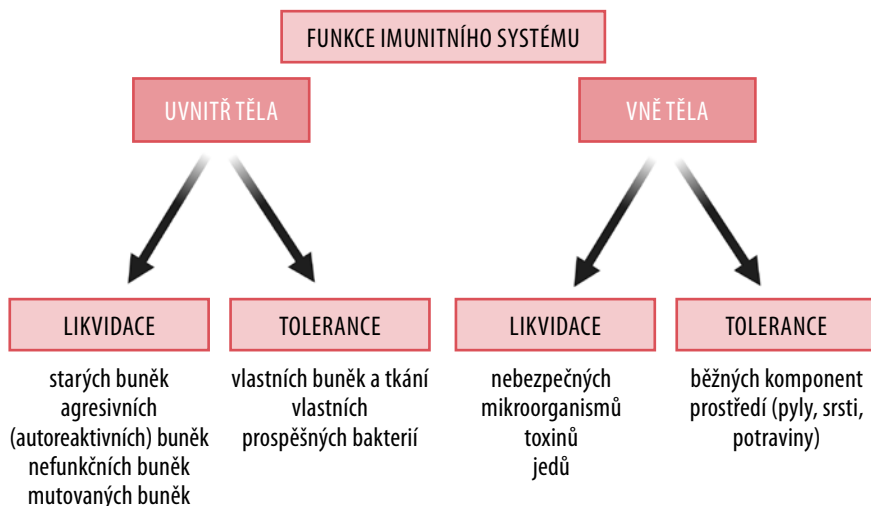 FUNKCE IMUNITNÍHO SYSTÉMU
UVNITŘ TĚLA
VNĚ TĚLA
LIKVIDACE
starých buněk
agresivních
(autoreaktivních) buněk
nefunkčních buněk
mutovaných buněk
TOLERANCE
vlastních buněk a tkání
vlastních
prospěšných bakterií
LIKVIDACE
nebezpečných
mikroorganismů
toxinů
jedů
TOLERANCE
běžných komponent
prostředí (pyly, srsti,
potraviny)